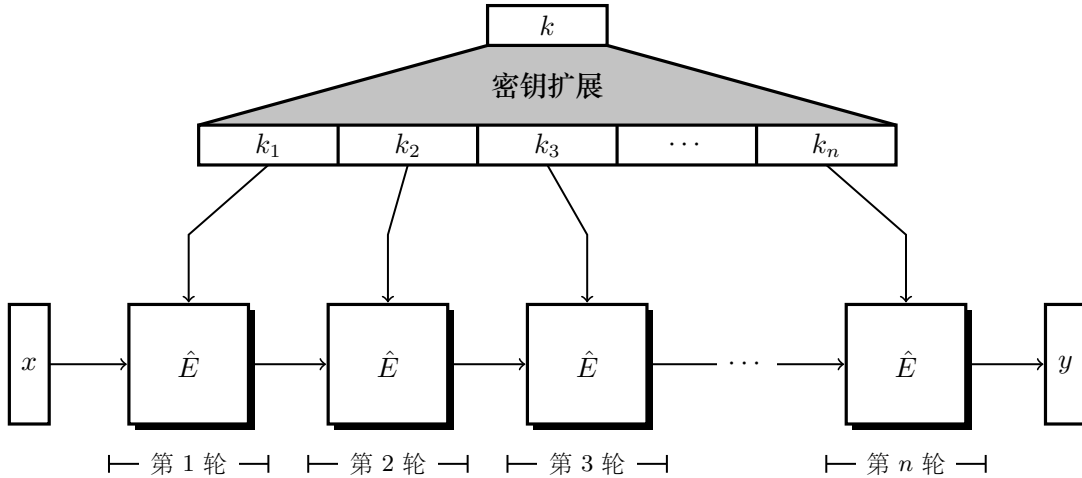 k
密钥扩展
k₁ k₂ k₃ ⋯ kₙ
x Ê Ê Ê ⋯ Ê y
第 1 轮 第 2 轮 第 3 轮 第 n 轮